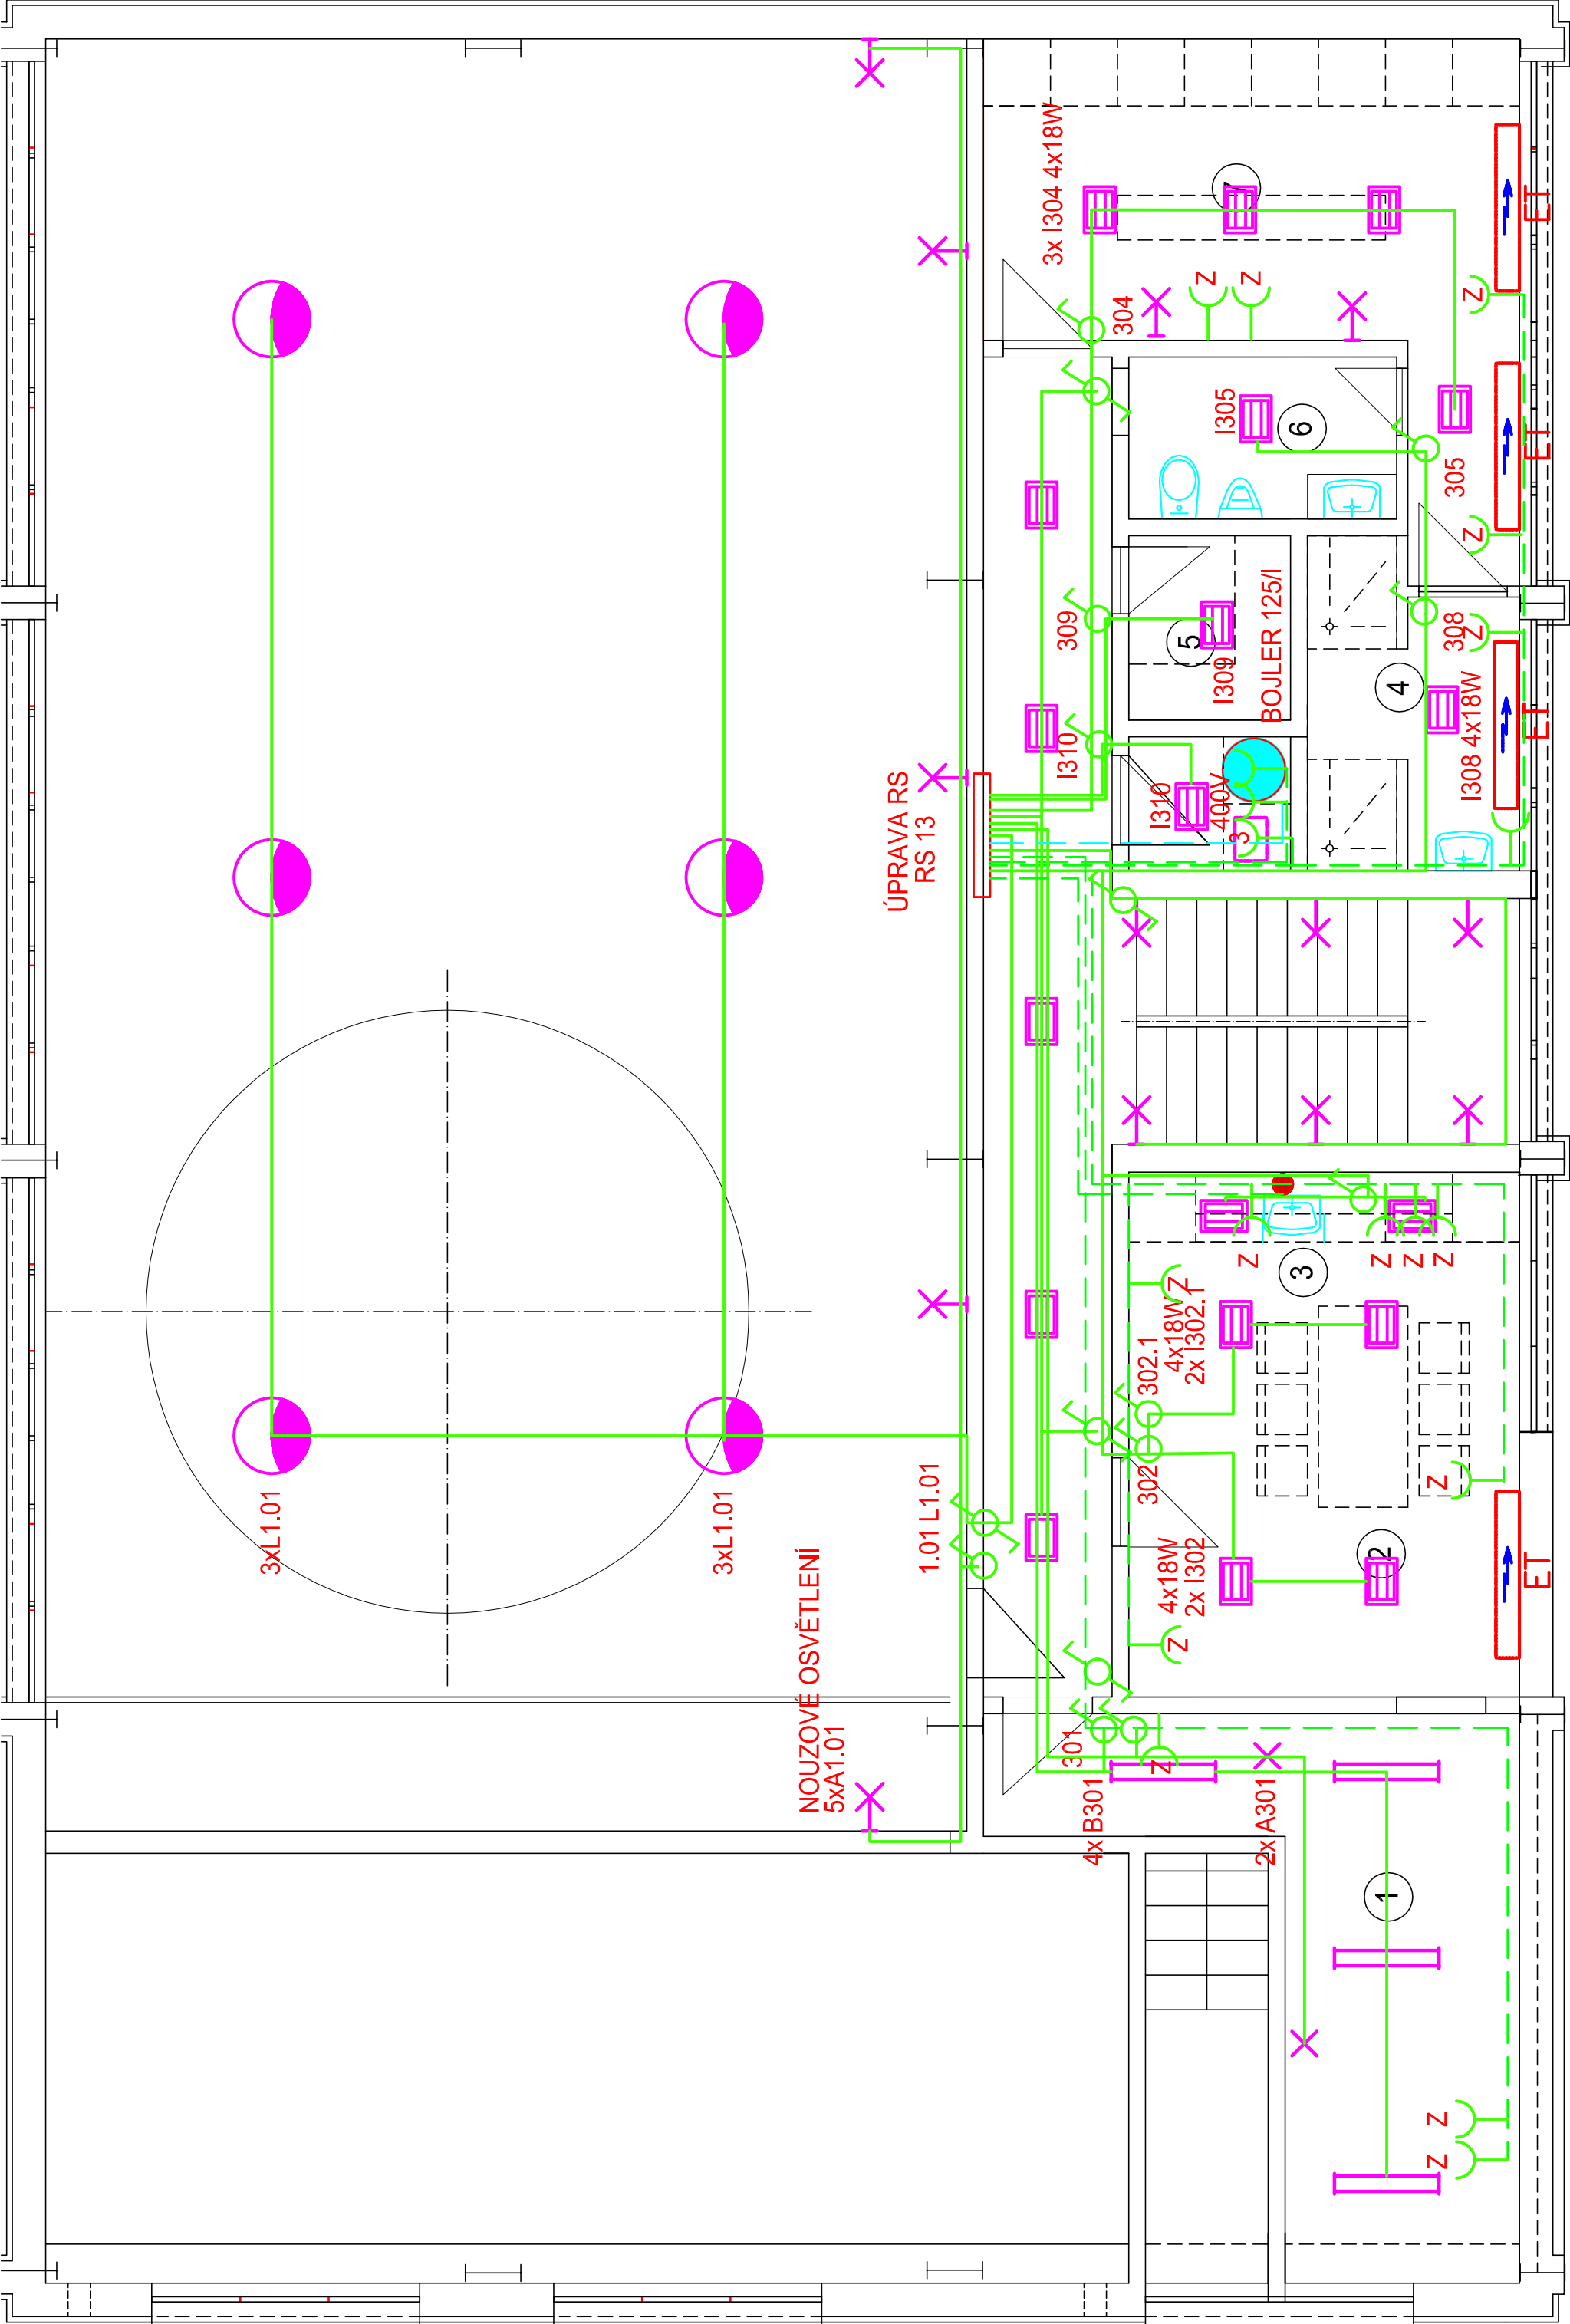 3xL1.01
3xL1.01
NOUZOVÉ OSVĚTLENÍ
5xA1.01
ÚPRAVA RS
RS 13
1.01 L1.01
3x I304 4x18W
304
7
Z
Z
Z
ET
I305
6
305
Z
ET
309
5
I309
BOJLER 125/l
308
Z
4
I308 4x18W
ET
I310
I310
400V
3
Z
Z
Z
Z
3
Z
4x18W
2x I302.1
302.1
302
Z
4x18W
2x I302
2
ET
Z
301
Z
4x B301
2x A301
1
Z
Z